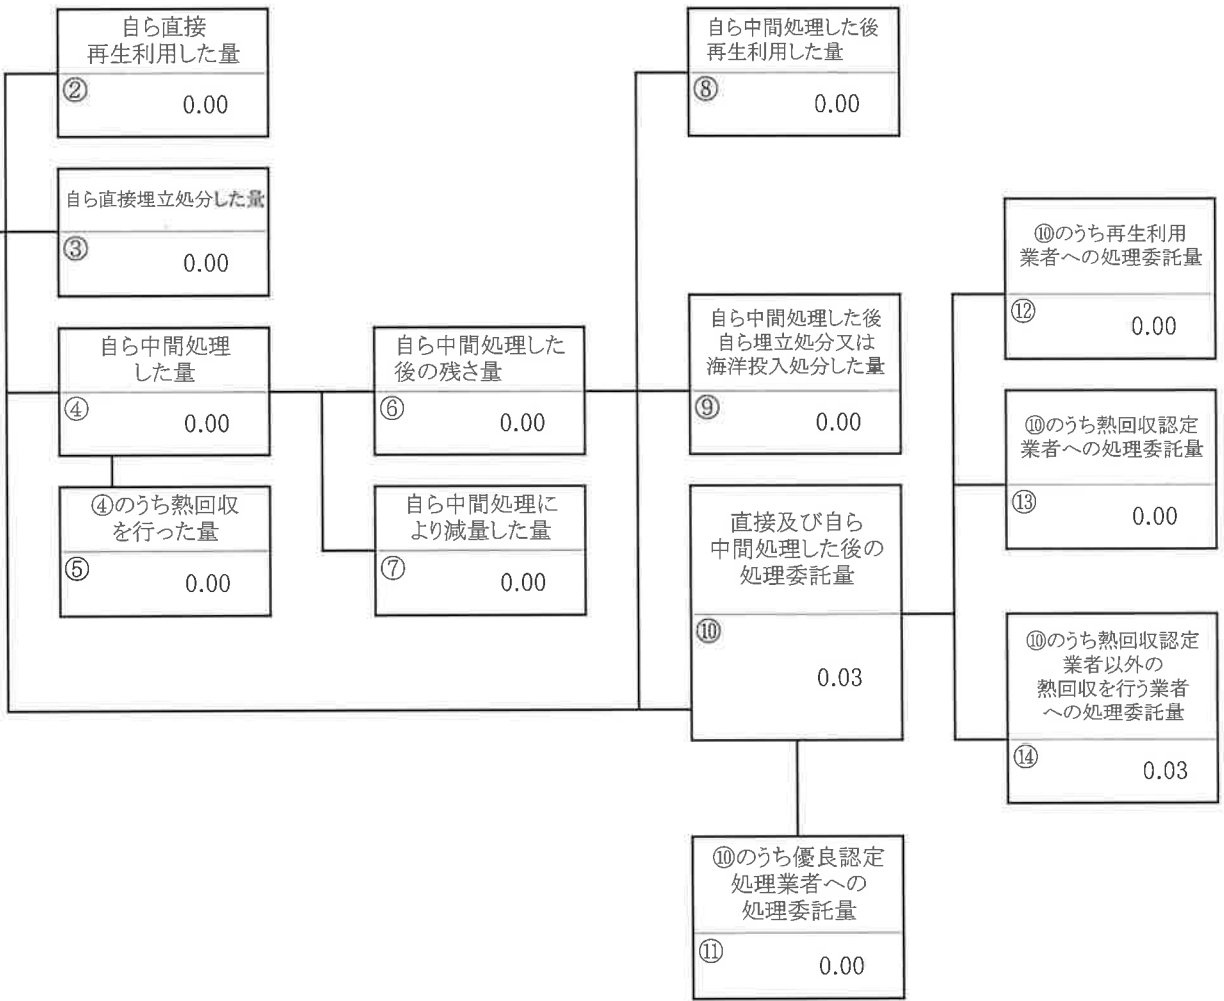 自ら直接
再生利用した量
②
0.00
自ら直接埋立処分した量
③
0.00
自ら中間処理
した量
④
0.00
④のうち熱回収
を行った量
⑤
0.00
自ら中間処理した
後の残さ量
⑥
0.00
自ら中間処理に
より減量した量
⑦
0.00
自ら中間処理した後
再生利用した量
⑧
0.00
自ら中間処理した後
自ら埋立処分又は
海洋投入処分した量
⑨
0.00
直接及び自ら
中間処理した後の
処理委託量
⑩
0.03
⑩のうち優良認定
処理業者への
処理委託量
⑪
0.00
⑩のうち再生利用
業者への処理委託量
⑫
0.00
⑩のうち熱回収認定
業者への処理委託量
⑬
0.00
⑩のうち熱回収認定
業者以外の
熱回収を行う業者
への処理委託量
⑭
0.03